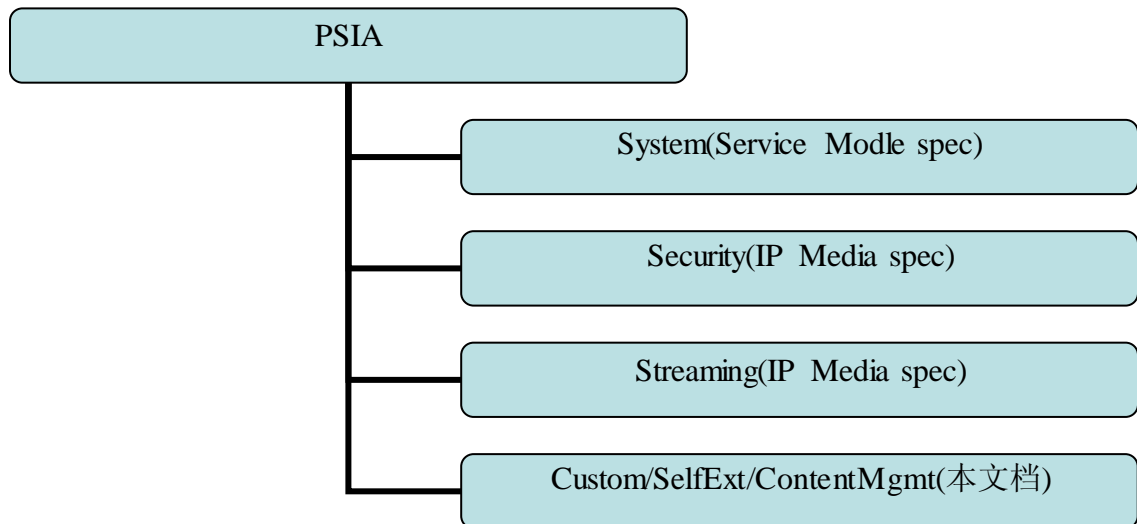 PSIA
System(Service Modle spec)
Security(IP Media spec)
Streaming(IP Media spec)
Custom/SelfExt/ContentMgmt(本文档)